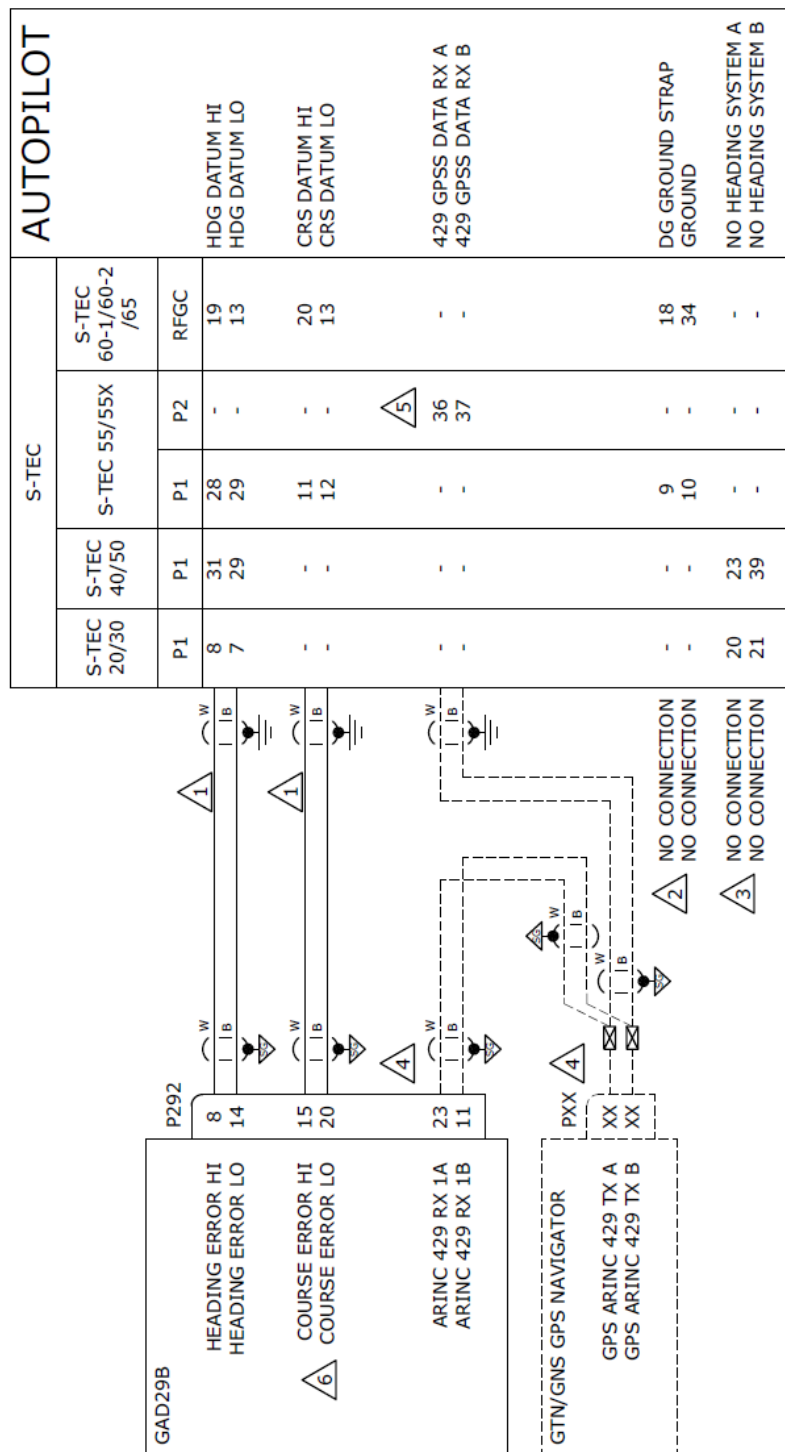 AUTOPILOT
S-TEC
S-TEC 20/30
S-TEC 40/50
S-TEC 55/55X
S-TEC 60-1/60-2 /65
P1
P1
P1
P2
RFGC
GAD29B
P292
HEADING ERROR HI 8 W W 8 31 28 - 19 HDG DATUM HI
HEADING ERROR LO 14 B SG 1 B 7 29 29 - 13 HDG DATUM LO
COURSE ERROR HI 15 W W - - 11 - 20 CRS DATUM HI
6 COURSE ERROR LO 20 B SG 1 B - - 12 - 13 CRS DATUM LO
4
5
ARINC 429 RX 1A 23 W W - - - 36 - 429 GPSS DATA RX A
ARINC 429 RX 1B 11 B SG B - - - 37 - 429 GPSS DATA RX B
GTN/GNS GPS NAVIGATOR
SG W B
PXX 4
GPS ARINC 429 TX A XX W
GPS ARINC 429 TX B XX B SG
2 NO CONNECTION - - 9 - 18 DG GROUND STRAP
NO CONNECTION - - 10 - 34 GROUND
3 NO CONNECTION 20 23 - - - NO HEADING SYSTEM A
NO CONNECTION 21 39 - - - NO HEADING SYSTEM B